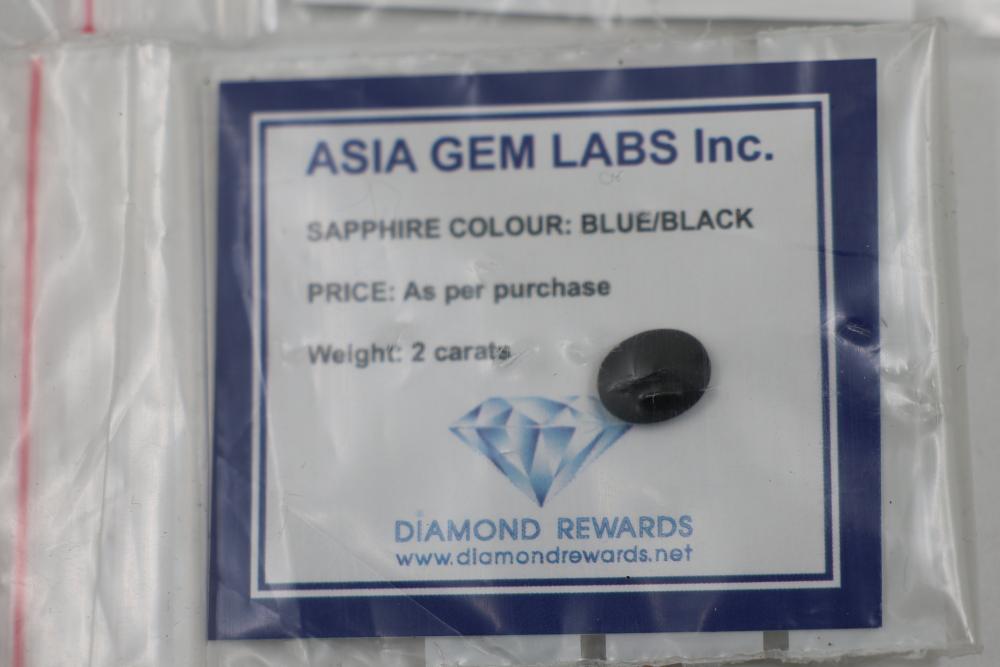 ASIA GEM LABS Inc.
SAPPHIRE COLOUR: BLUE/BLACK
PRICE: As per purchase
Weight: 2 carats
DIAMOND REWARDS
www.diamondrewards.net